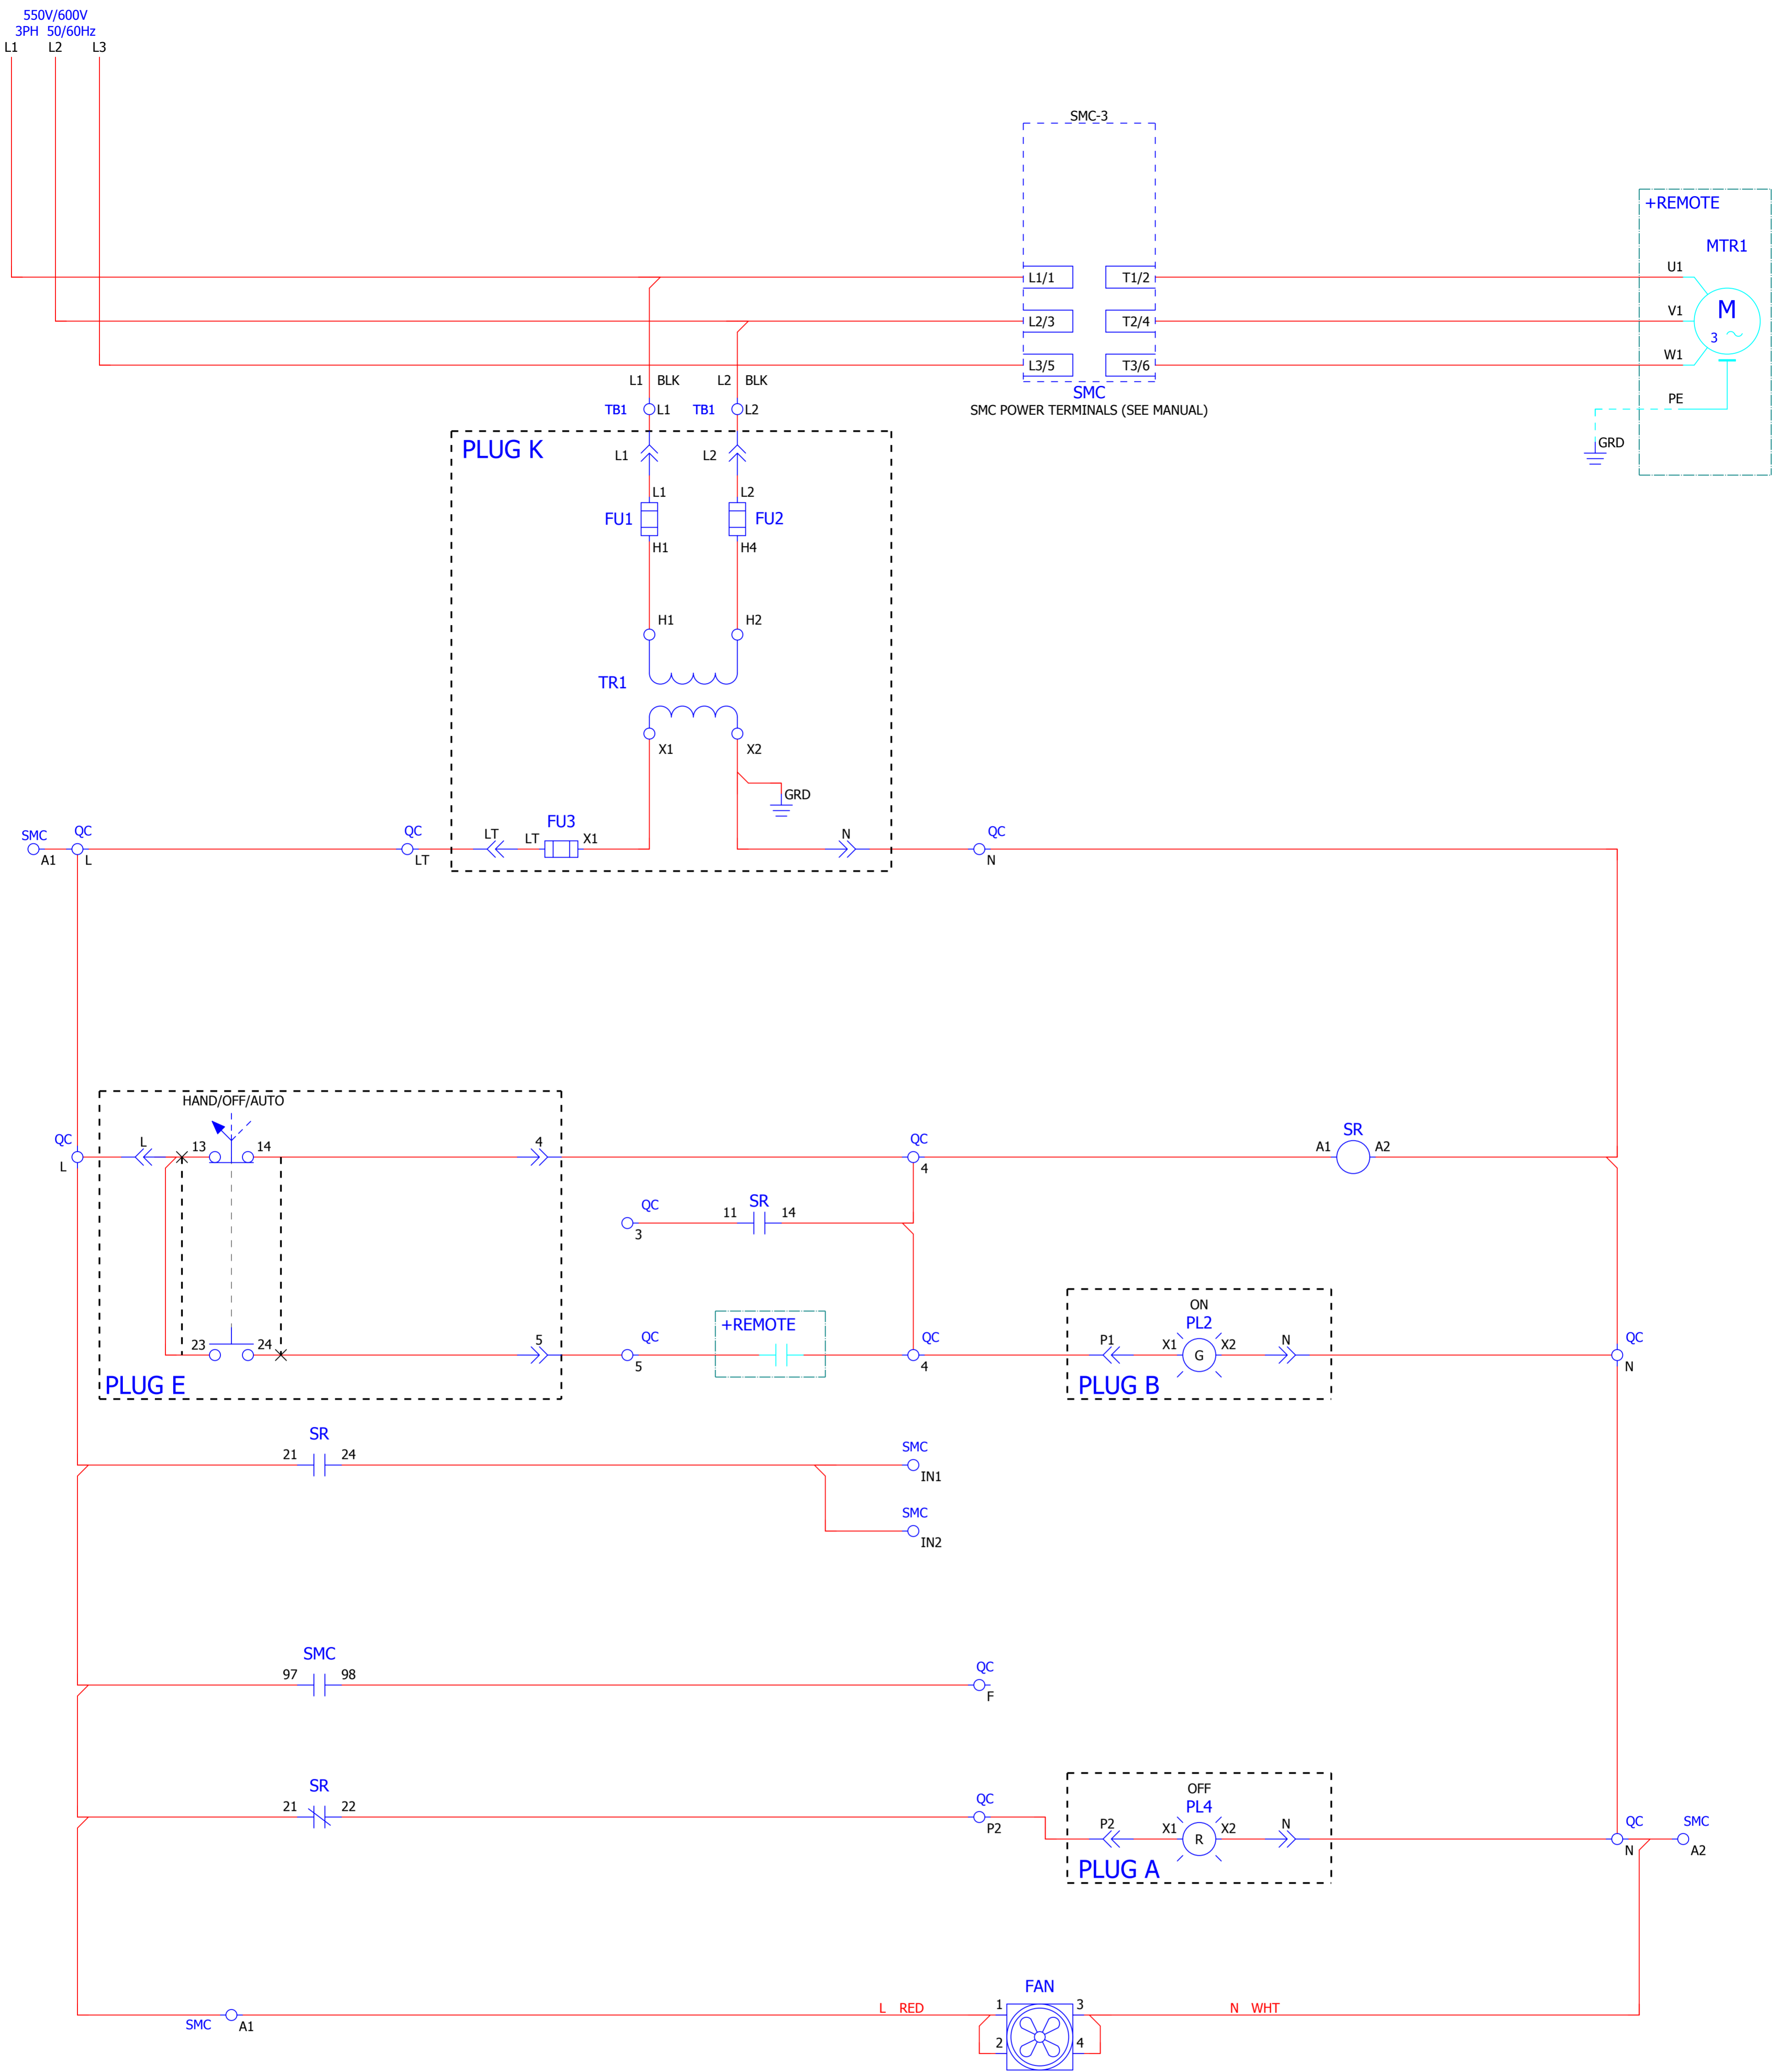 550V/600V
3PH 50/60Hz
L1 L2 L3
SMC-3
+REMOTE
MTR1
L1/1 T1/2 U1
M
3
L2/3 T2/4 V1
L3/5 T3/6 W1
L1 BLK L2 BLK
SMC
SMC POWER TERMINALS (SEE MANUAL)
PE
GRD
TB1 L1 TB1 L2
PLUG K
L1 L2
L1 L2
FU1 FU2
H1 H4
H1 H2
TR1
X1 X2
GRD
SMC QC QC LT LT FU3 X1 N QC
A1 L LT N
HAND/OFF/AUTO
QC L 13 14 4 QC A1 SR A2
L 4
QC 11 SR 14
3
ON
+REMOTE
PL2
23 24 5 QC QC P1 X1 G X2 N QC
5 4 N
PLUG E
PLUG B
SR
21 24
SMC
IN1
SMC
IN2
SMC
97 98
QC
F
SR
21 22
QC
P2
OFF
PL4
P2 X1 R X2 N
QC SMC
N A2
PLUG A
FAN
L RED 1 3 N WHT
SMC A1
2 4